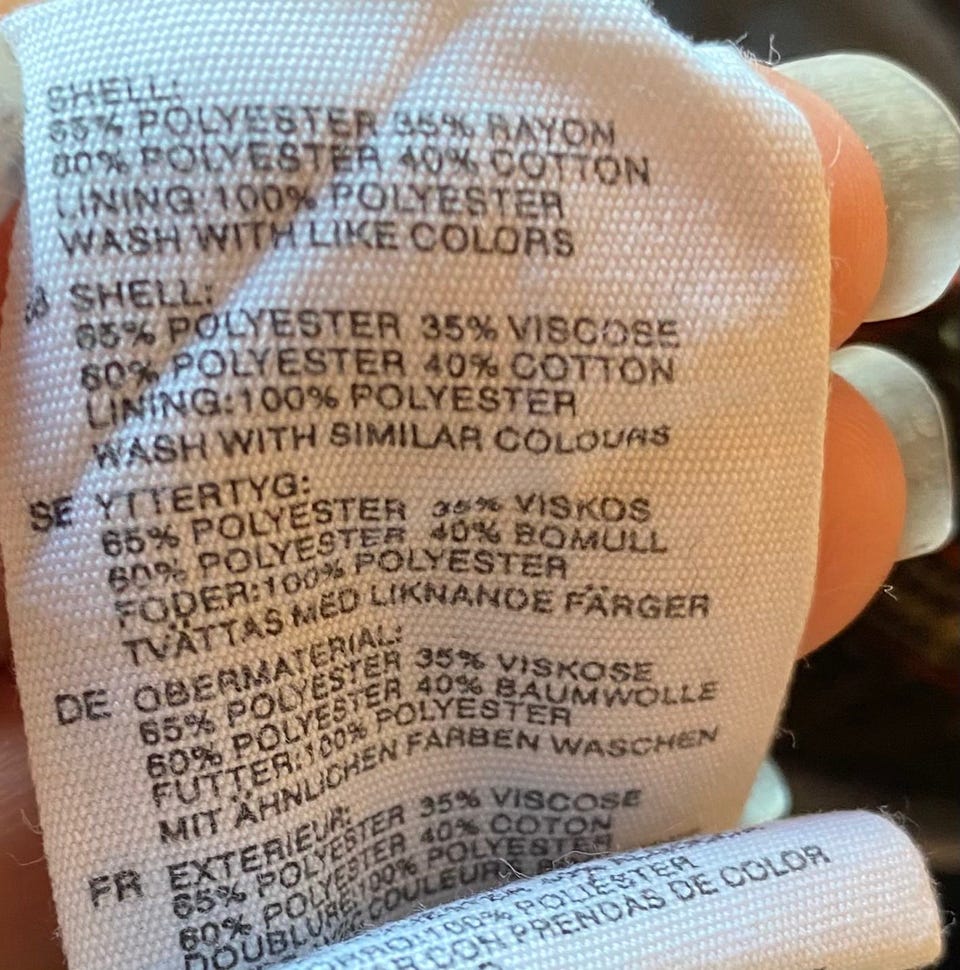 SHELL:
65% POLYESTER 35% RAYON
60% POLYESTER 40% COTTON
LINING:100% POLYESTER
WASH WITH LIKE COLORS
SHELL:
65% POLYESTER 35% VISCOSE
60% POLYESTER 40% COTTON
LINING:100% POLYESTER
WASH WITH SIMILAR COLOURS
SE YTTERTYG:
65% POLYESTER 35% VISKOS
60% POLYESTER 40% BOMULL
FODER:100% POLYESTER
TVÄTTAS MED LIKNANDE FÄRGER
DE OBERMATERIAL:
65% POLYESTER 35% VISKOSE
60% POLYESTER 40% BAUMWOLLE
FUTTER:100% POLYESTER
MIT ÄHNLICHEN FARBEN WASCHEN
FR EXTERIEUR:
65% POLYESTER 35% VISCOSE
60% POLYESTER 40% COTON
DOUBLURE:100% POLYESTER
100% POLIÉSTER
CON PRENDAS DE COLOR